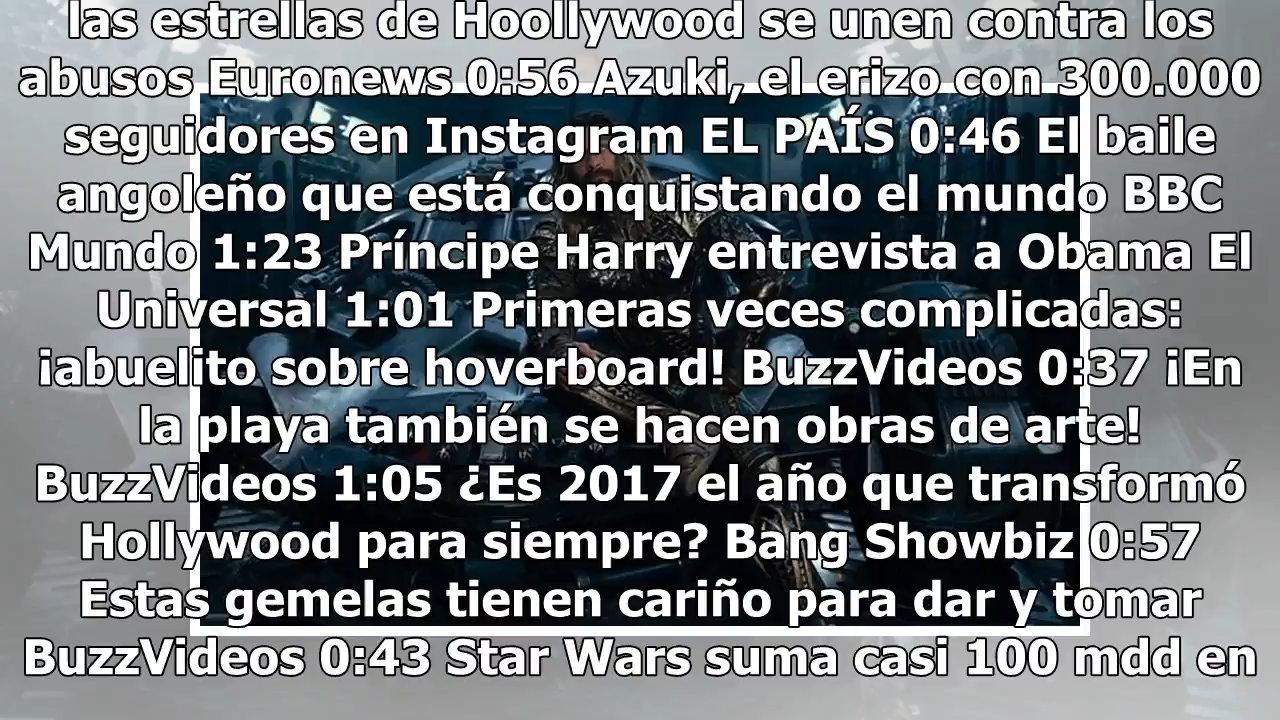 las estrellas de Hoollywood se unen contra los
abusos Euronews 0:56 Azuki, el erizo con 300.000
seguidores en Instagram EL PAÍS 0:46 El baile
angoleño que está conquistando el mundo BBC
Mundo 1:23 Príncipe Harry entrevista a Obama El
Universal 1:01 Primeras veces complicadas:
¡abuelito sobre hoverboard! BuzzVideos 0:37 ¡En
la playa también se hacen obras de arte!
BuzzVideos 1:05 ¿Es 2017 el año que transformó
Hollywood para siempre? Bang Showbiz 0:57
Estas gemelas tienen cariño para dar y tomar
BuzzVideos 0:43 Star Wars suma casi 100 mdd en